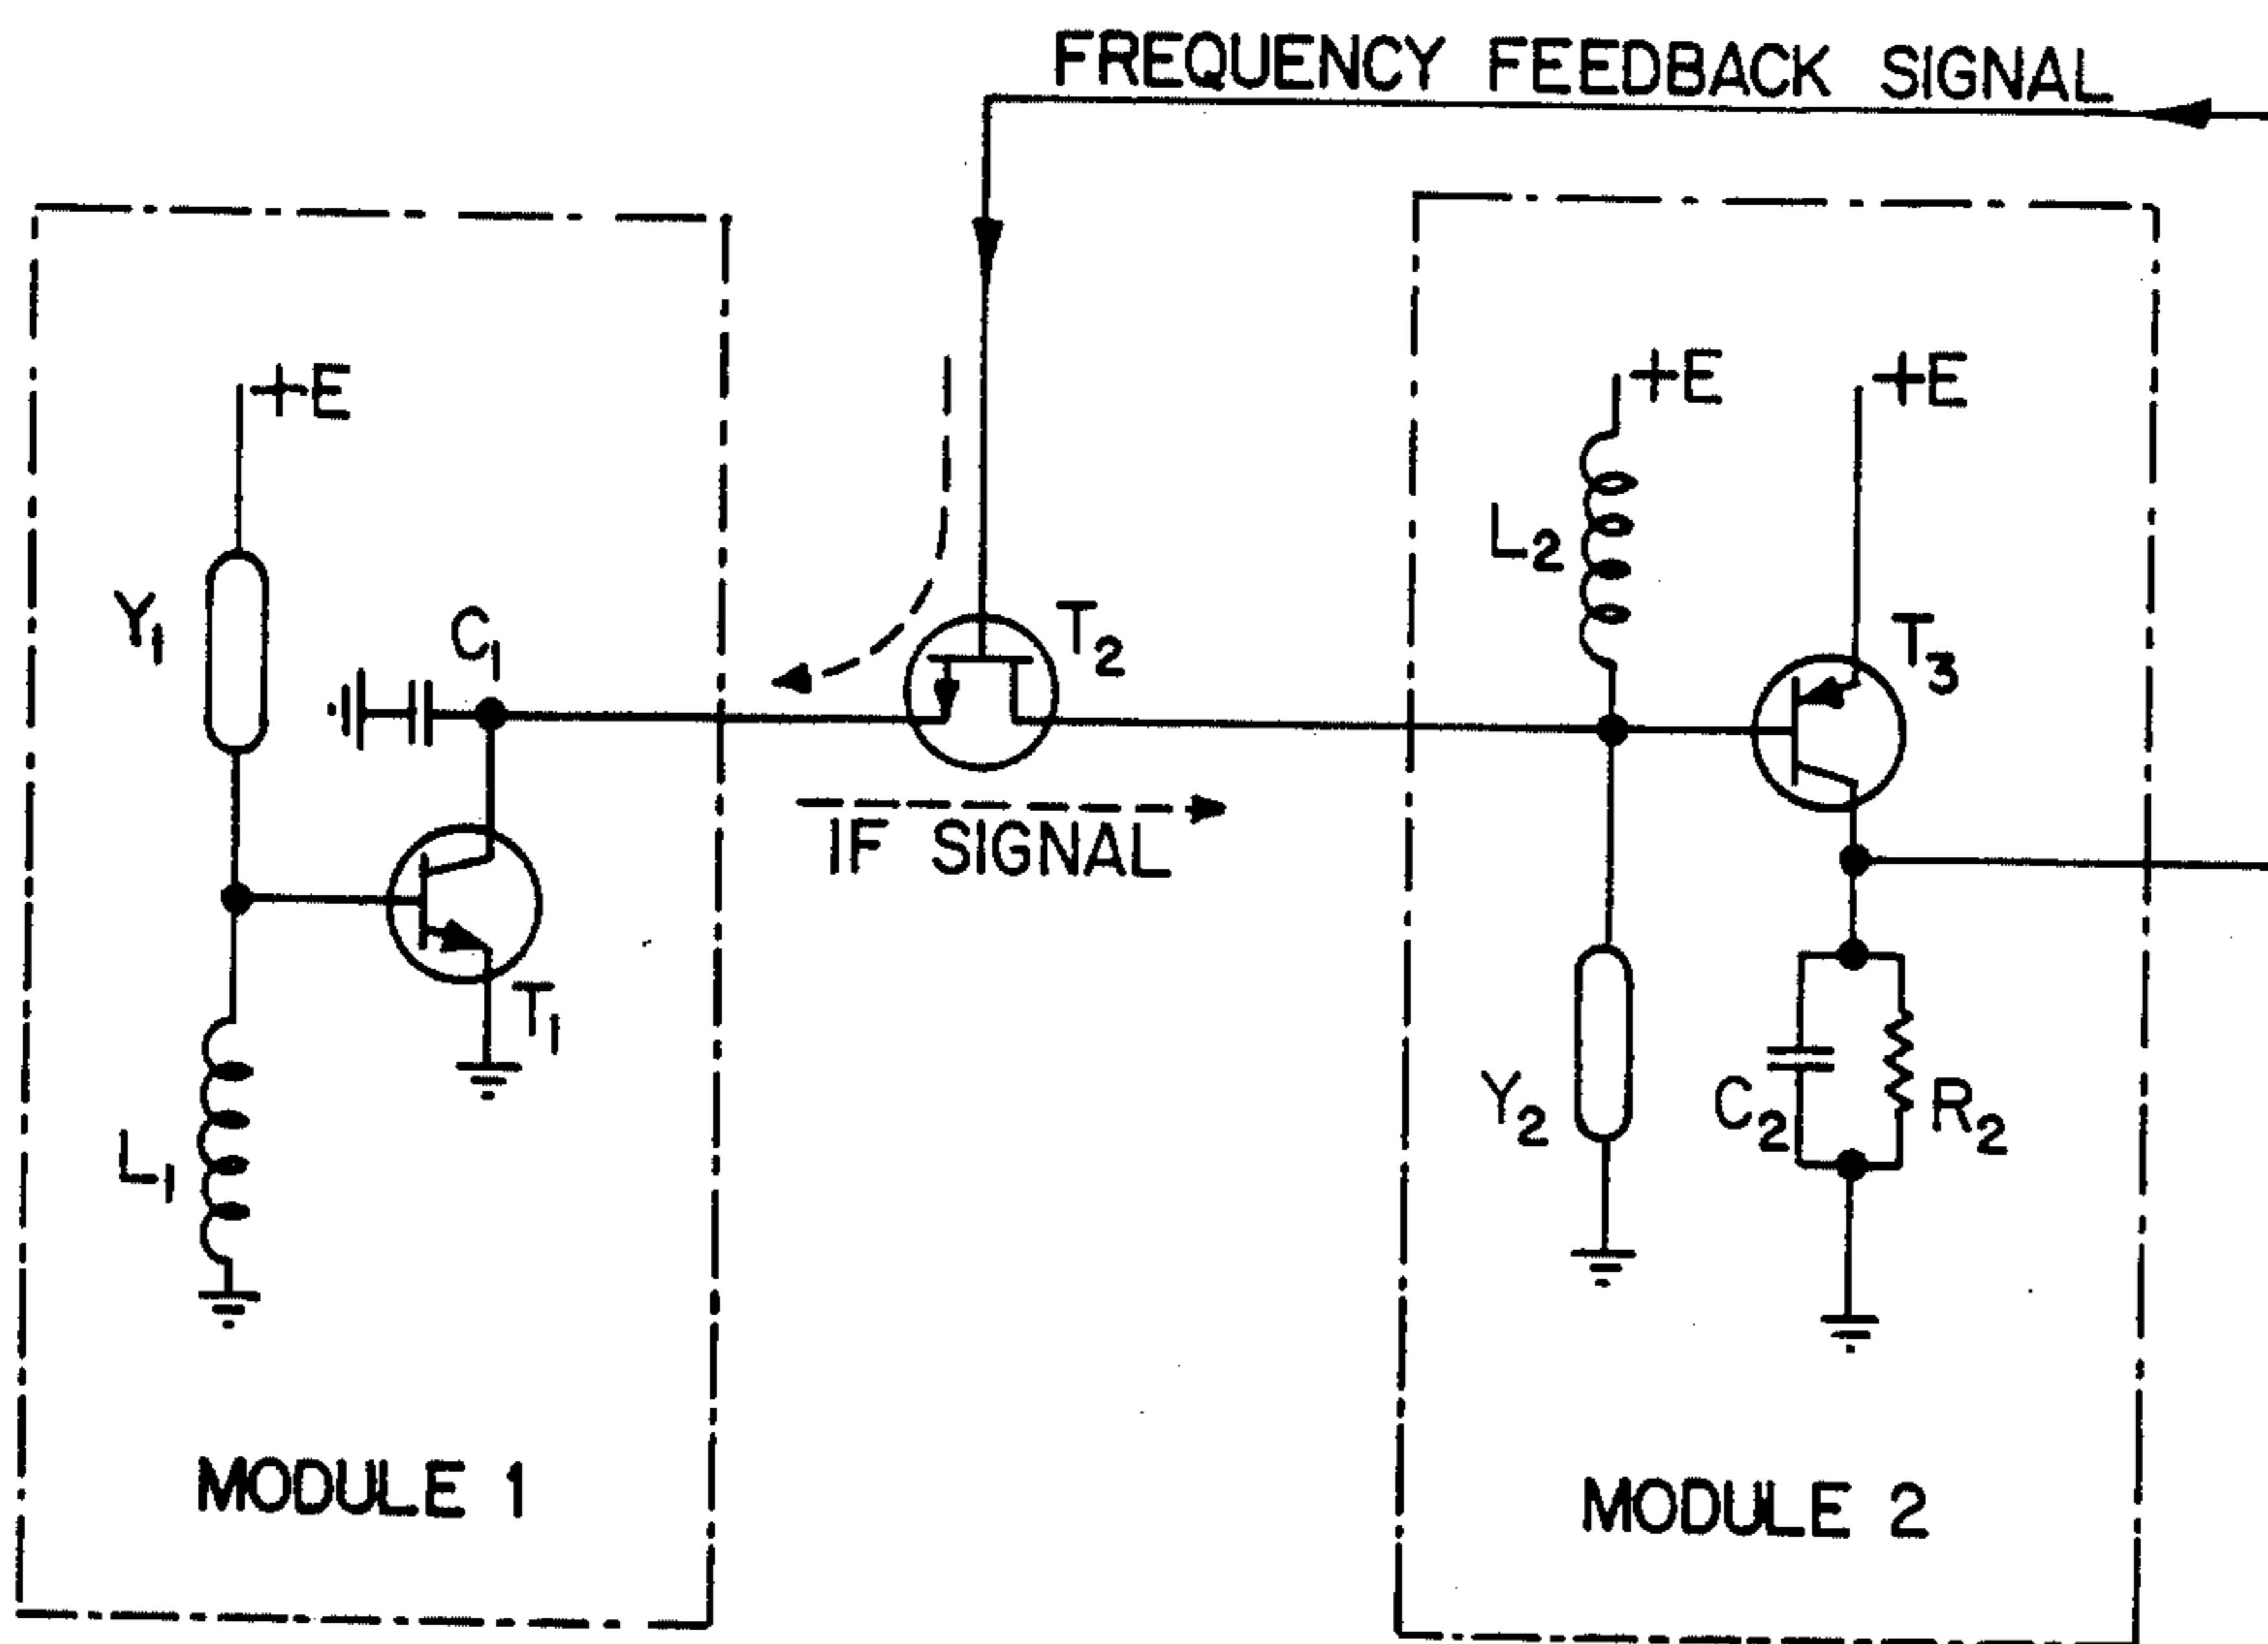 FREQUENCY FEEDBACK SIGNAL
+E
+E
+E
L2
Y1
C1
T2
T3
IF SIGNAL
T1
L1
Y2
C2
R2
MODULE 1
MODULE 2